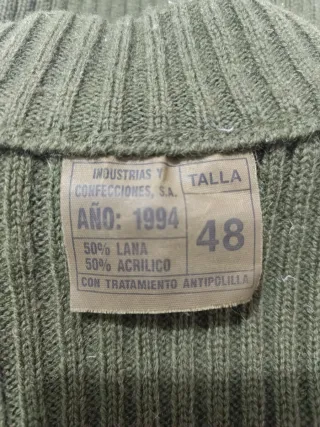 INDUSTRIAS Y
CONFECCIONES, S.A.
TALLA
AÑO: 1994
48
50% LANA
50% ACRILICO
CON TRATAMIENTO ANTIPOLILLA